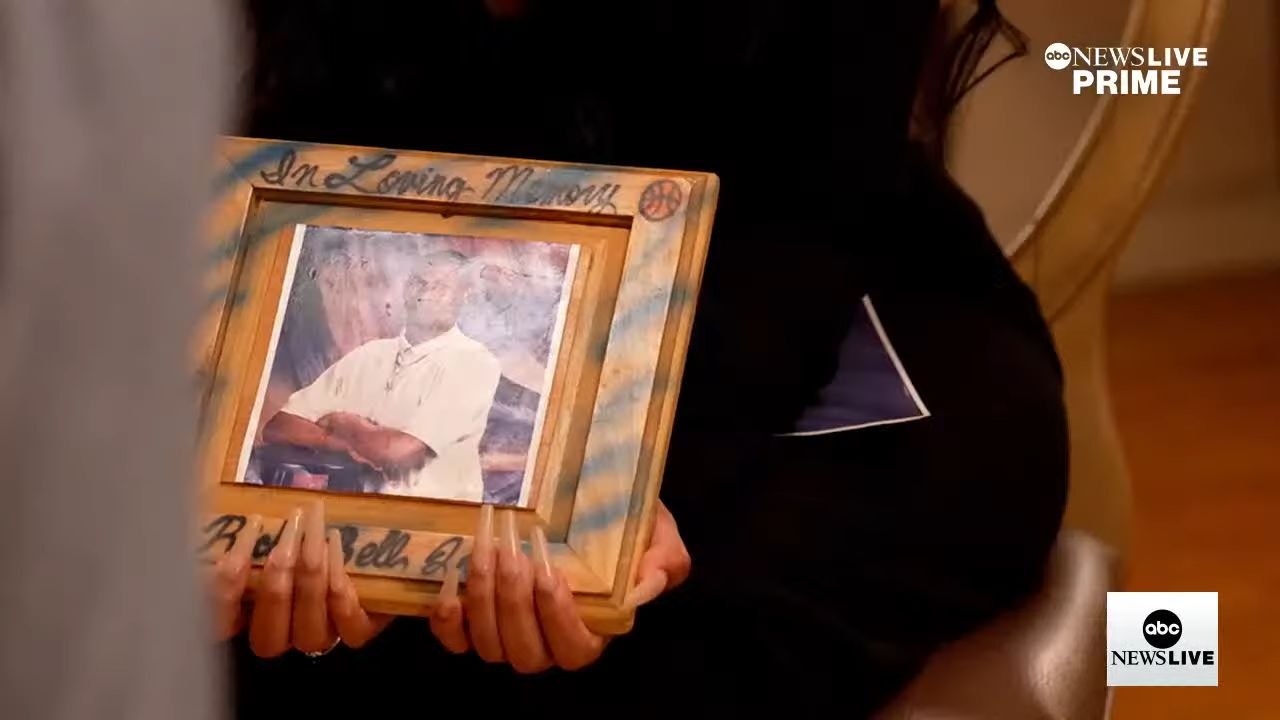 abc NEWS LIVE
PRIME
In Loving Memory
Bell
abc
NEWS LIVE